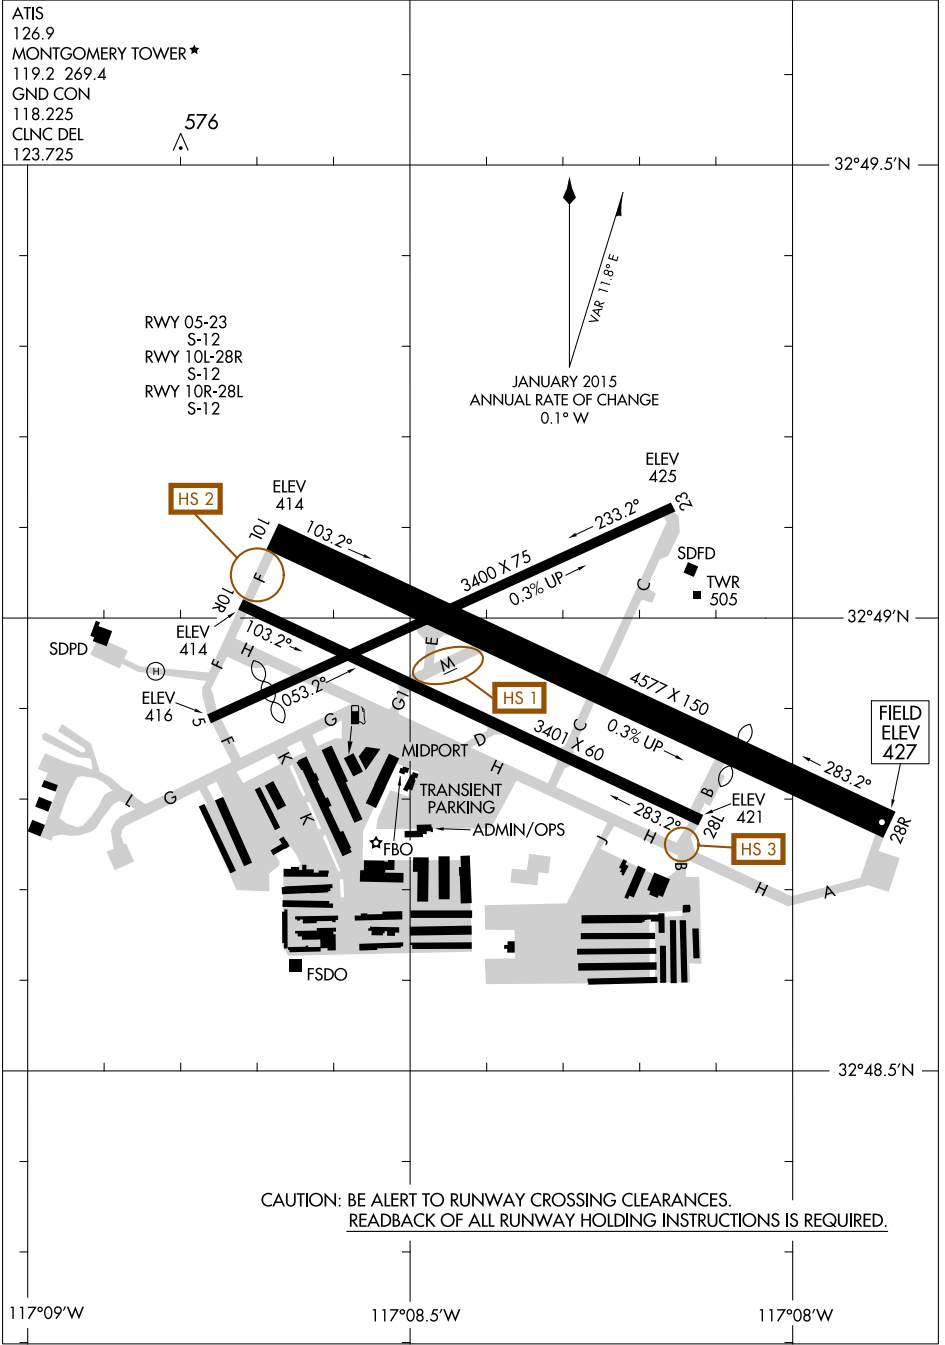 ATIS
126.9
MONTGOMERY TOWER★
119.2 269.4
GND CON
118.225
CLNC DEL
123.725
576
32°49.5'N
VAR 11.8° E
JANUARY 2015
ANNUAL RATE OF CHANGE
0.1° W
RWY 05-23
S-12
RWY 10L-28R
S-12
RWY 10R-28L
S-12
HS 2
ELEV
414
10L
103.2°
ELEV
425
23
233.2°
3400 X 75
0.3% UP
SDFD
TWR
505
C
F
10R
ELEV
414
103.2°
32°49'N
SDPD
H
F
H
E
M
HS 1
ELEV
416
5
053.2°
G1
G
F
K
K
L
G
D
H
C
3401 X 60
4577 X 150
0.3% UP
FIELD
ELEV
427
283.2°
28R
B
ELEV
421
283.2°
28L
HS 3
MIDPORT
TRANSIENT
PARKING
ADMIN/OPS
FBO
J
H
B
H
A
FSDO
32°48.5'N
CAUTION: BE ALERT TO RUNWAY CROSSING CLEARANCES.
READBACK OF ALL RUNWAY HOLDING INSTRUCTIONS IS REQUIRED.
117°09'W
117°08.5'W
117°08'W